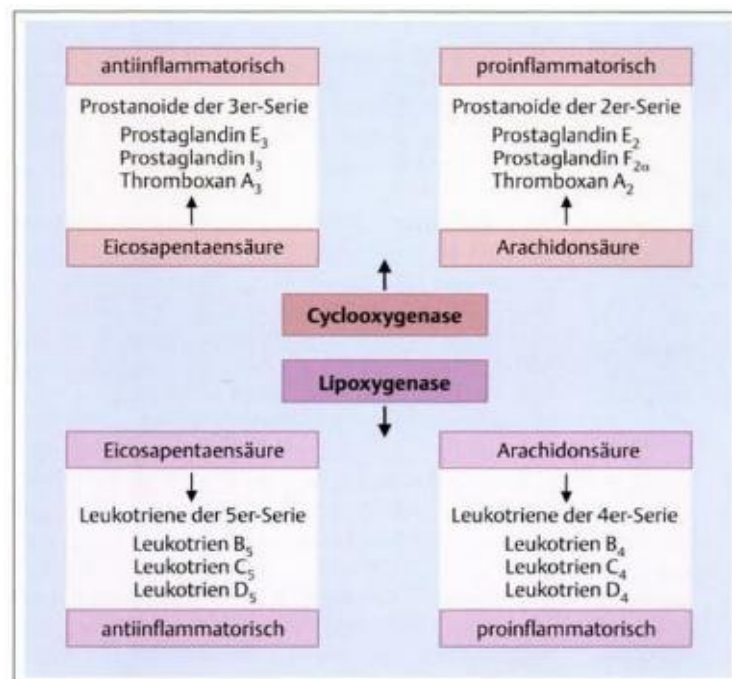 antiinflammatorisch
Prostanoide der 3er-Serie
Prostaglandin E₃
Prostaglandin I₃
Thromboxan A₃
Eicosapentaensäure
proinflammatorisch
Prostanoide der 2er-Serie
Prostaglandin E₂
Prostaglandin F₂α
Thromboxan A₂
Arachidonsäure
Cyclooxygenase
Lipoxygenase
Eicosapentaensäure
Leukotriene der 5er-Serie
Leukotrien B₅
Leukotrien C₅
Leukotrien D₅
antiinflammatorisch
Arachidonsäure
Leukotriene der 4er-Serie
Leukotrien B₄
Leukotrien C₄
Leukotrien D₄
proinflammatorisch